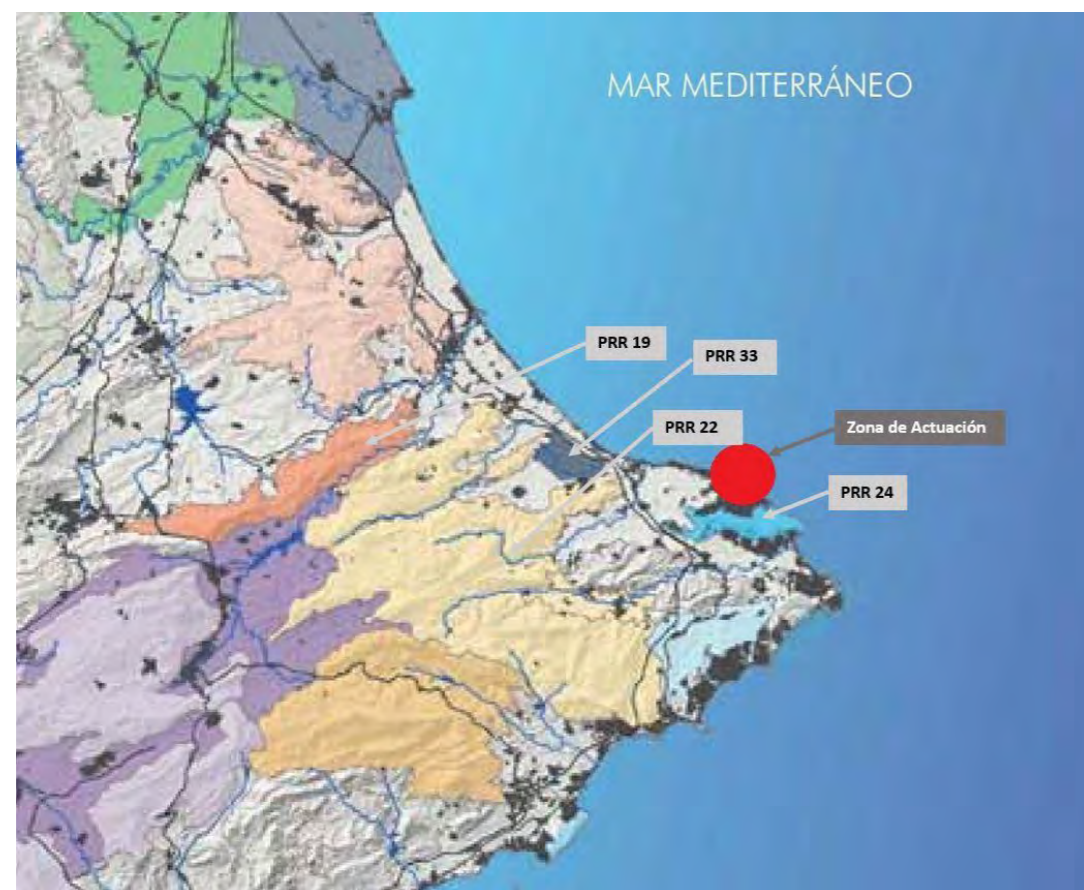 MAR MEDITERRÁNEO
PRR 19
PRR 33
PRR 22
Zona de Actuación
PRR 24